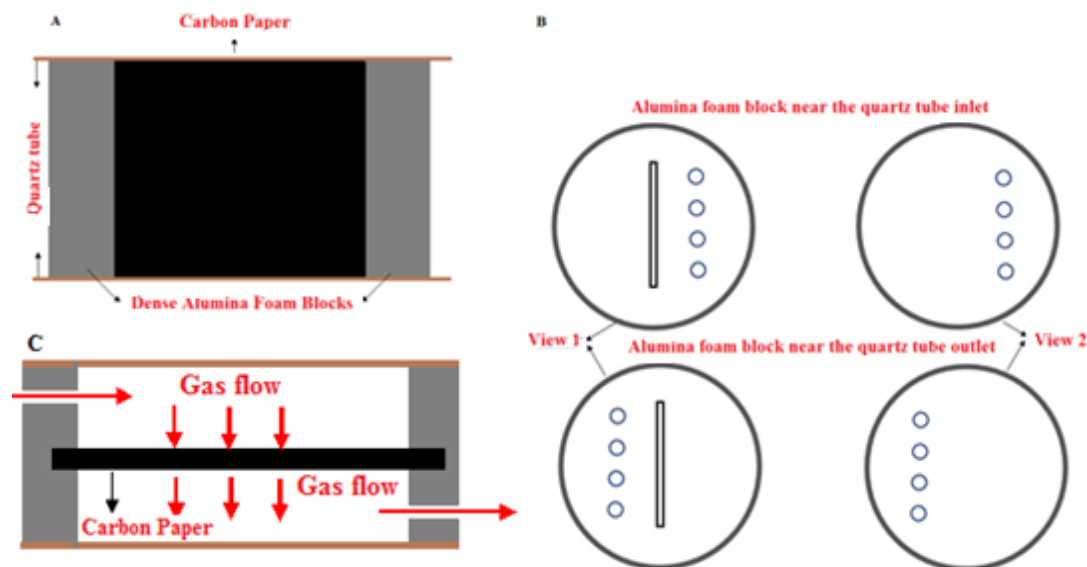 A
Carbon Paper
Quartz tube
Dense Alumina Foam Blocks
B
Alumina foam block near the quartz tube inlet
View 1
Alumina foam block near the quartz tube outlet
View 2
C
Gas flow
Gas flow
Carbon Paper